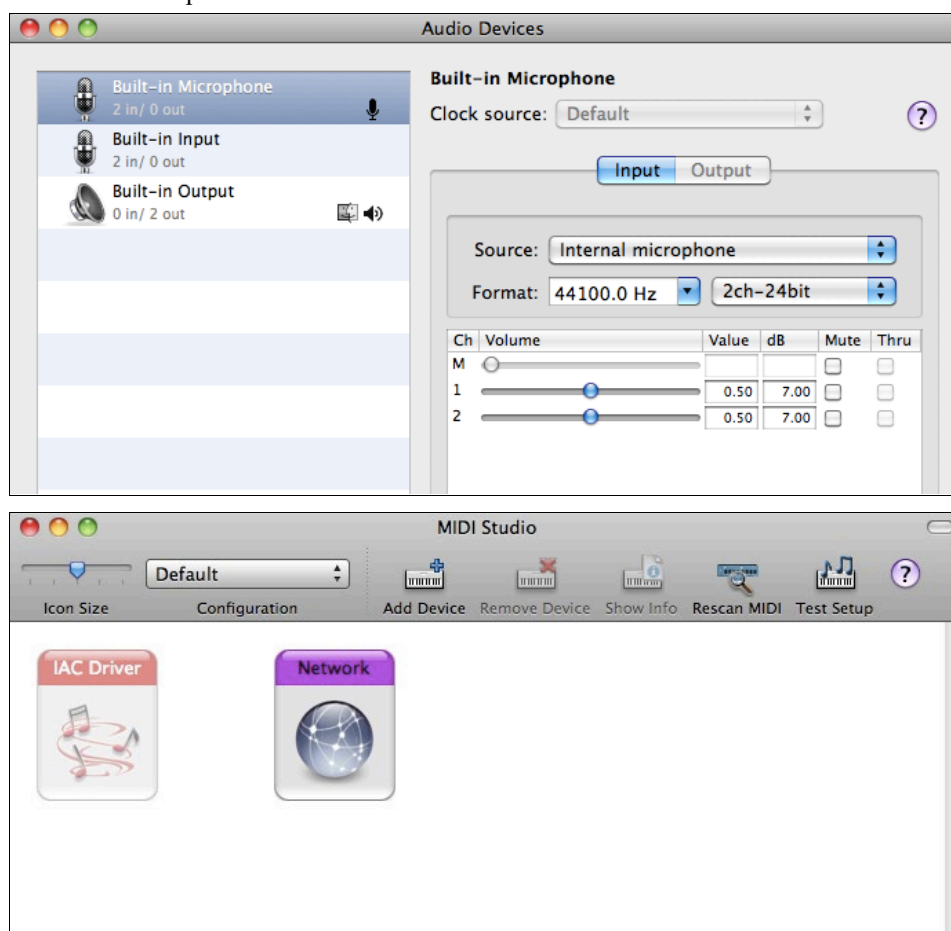 Audio Devices
Built-in Microphone
2 in/ 0 out
Built-in Input
2 in/ 0 out
Built-in Output
0 in/ 2 out
Built-in Microphone
Clock source: Default ?
Input Output
Source: Internal microphone
Format: 44100.0 Hz 2ch-24bit
Ch Volume Value dB Mute Thru
M
1 0.50 7.00
2 0.50 7.00
MIDI Studio
Default ?
Icon Size Configuration Add Device Remove Device Show Info Rescan MIDI Test Setup
IAC Driver Network